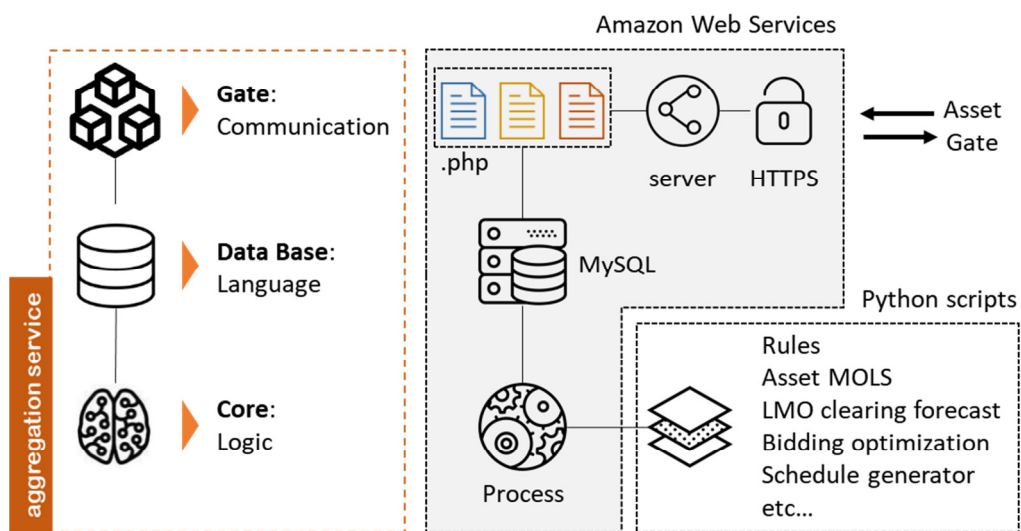 Amazon Web Services
Gate:
Communication
Data Base:
Language
Core:
Logic
aggregation service
.php
server
HTTPS
Asset
Gate
MySQL
Process
Python scripts
Rules
Asset MOLS
LMO clearing forecast
Bidding optimization
Schedule generator
etc...